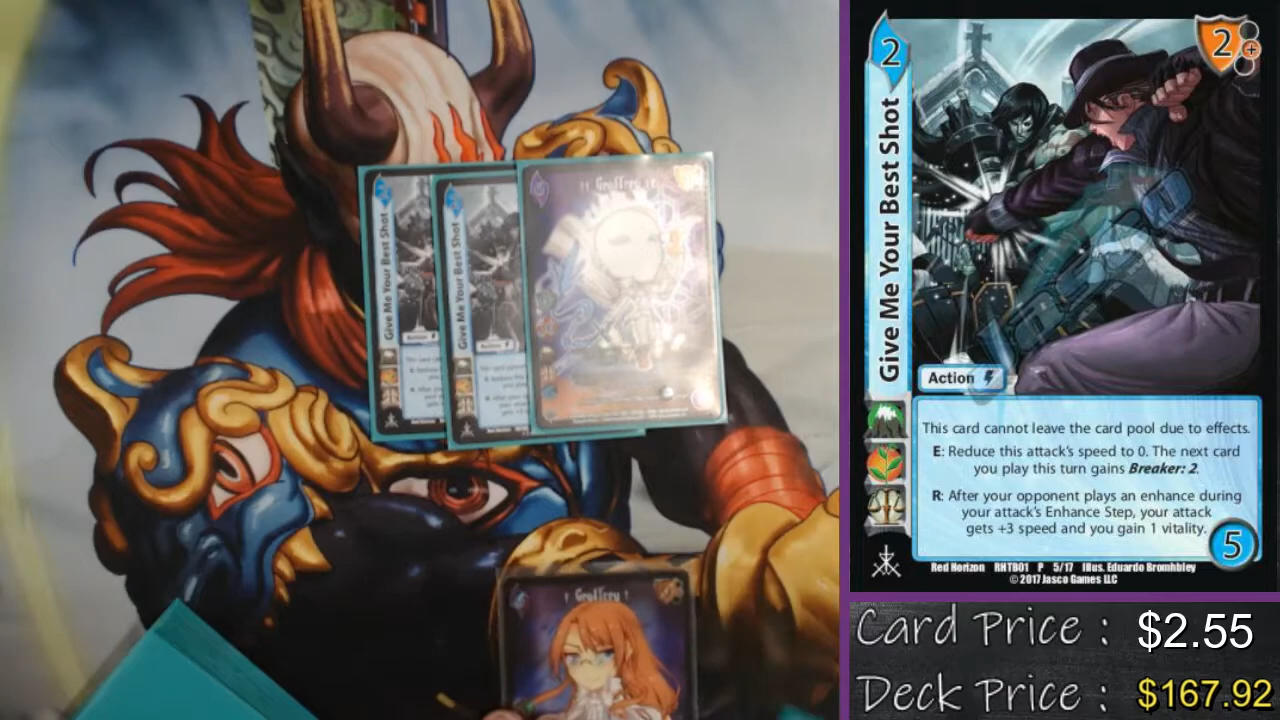 Give Me Your Best Shot
Give Me Your Best Shot
Action
Action
2
Give Me Your Best Shot
2
+
Action
This card cannot leave the card pool due to effects.
E: Reduce this attack's speed to 0. The next card
you play this turn gains Breaker: 2.
R: After your opponent plays an enhance during
your attack's Enhance Step, your attack
gets +3 speed and you gain 1 vitality.
5
Red Horizon RHTB01 P 5/17 Illus. Eduardo Bromhbley
© 2017 Jasco Games LLC
Card Price : $2.55
Deck Price : $167.92